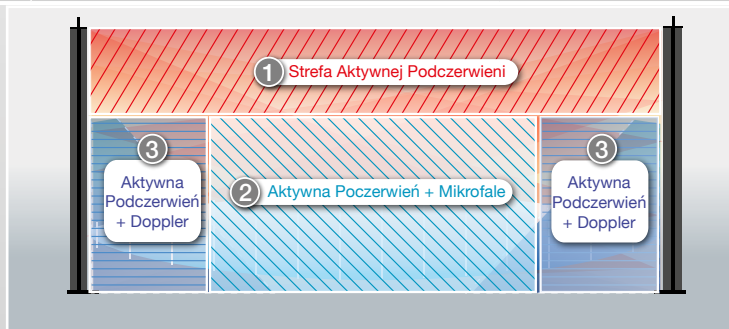 1 Strefa Aktywnej Podczerwieni
3
Aktywna
Podczerwień
+ Doppler
2 Aktywna Poczerwień + Mikrofale
3
Aktywna
Podczerwień
+ Doppler